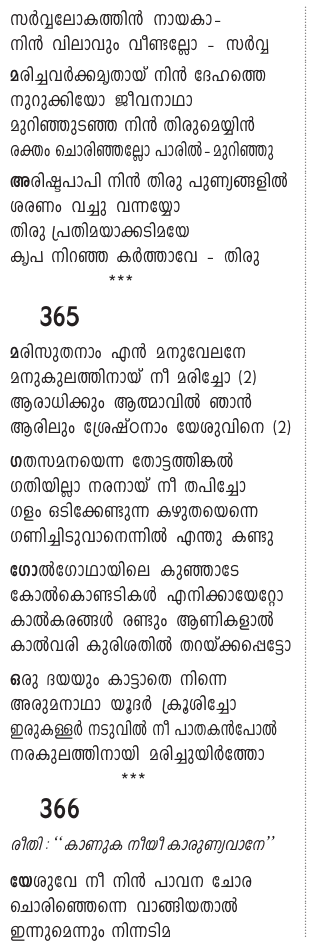 സർവ്വലോകത്തിൻ നായകാ-
നിൻ വിലാവും വീണ്ടല്ലോ - സർവ്വ
മരിച്ചവർക്കമൃതായ് നിൻ ദേഹത്തെ
നുറുക്കിയോ ജീവനാഥാ
മുറിഞ്ഞുടഞ്ഞ നിൻ തിരുമെയ്യിൻ
രക്തം ചൊരിഞ്ഞല്ലോ പാരിൽ-മുറിഞ്ഞു
അരിഷ്ടപാപി നിൻ തിരു പുണ്യങ്ങളിൽ
ശരണം വച്ചു വന്നയ്യോ
തിരു പ്രതിമയാക്കടിമയേ
കൃപ നിറഞ്ഞ കർത്താവേ - തിരു
***
365
മരിസുതനാം എൻ മനുവേലനേ
മനുകുലത്തിനായ് നീ മരിച്ചോ (2)
ആരാധിക്കും ആത്മാവിൽ ഞാൻ
ആരിലും ശ്രേഷ്ഠനാം യേശുവിനെ (2)
ഗതസമനയെന്ന തോട്ടത്തിങ്കൽ
ഗതിയില്ലാ നരനായ് നീ തപിച്ചോ
ഗളം ഒടിക്കേണ്ടുന്ന കഴുതയെന്നെ
ഗണിച്ചിടുവാനെന്നിൽ എന്തു കണ്ടു
ഗോൽഗോഥായിലെ കുഞ്ഞാടേ
കോൽകൊണ്ടടികൾ എനിക്കായേറ്റോ
കാൽകരങ്ങൾ രണ്ടും ആണികളാൽ
കാൽവരി കുരിശതിൽ തറയ്ക്കപ്പെട്ടോ
ഒരു ദയയും കാട്ടാതെ നിന്നെ
അരുമനാഥാ യൂദർ ക്രൂശിച്ചോ
ഇരുകള്ളർ നടുവിൽ നീ പാതകൻപോൽ
നരകുലത്തിനായി മരിച്ചുയിർത്തോ
***
366
രീതി: ‘‘കാണുക നീയീ കാരുണ്യവാനേ’’
യേശുവേ നീ നിൻ പാവന ചോര
ചൊരിഞ്ഞെന്നെ വാങ്ങിയതാൽ
ഇന്നുമെന്നും നിന്നടിമ